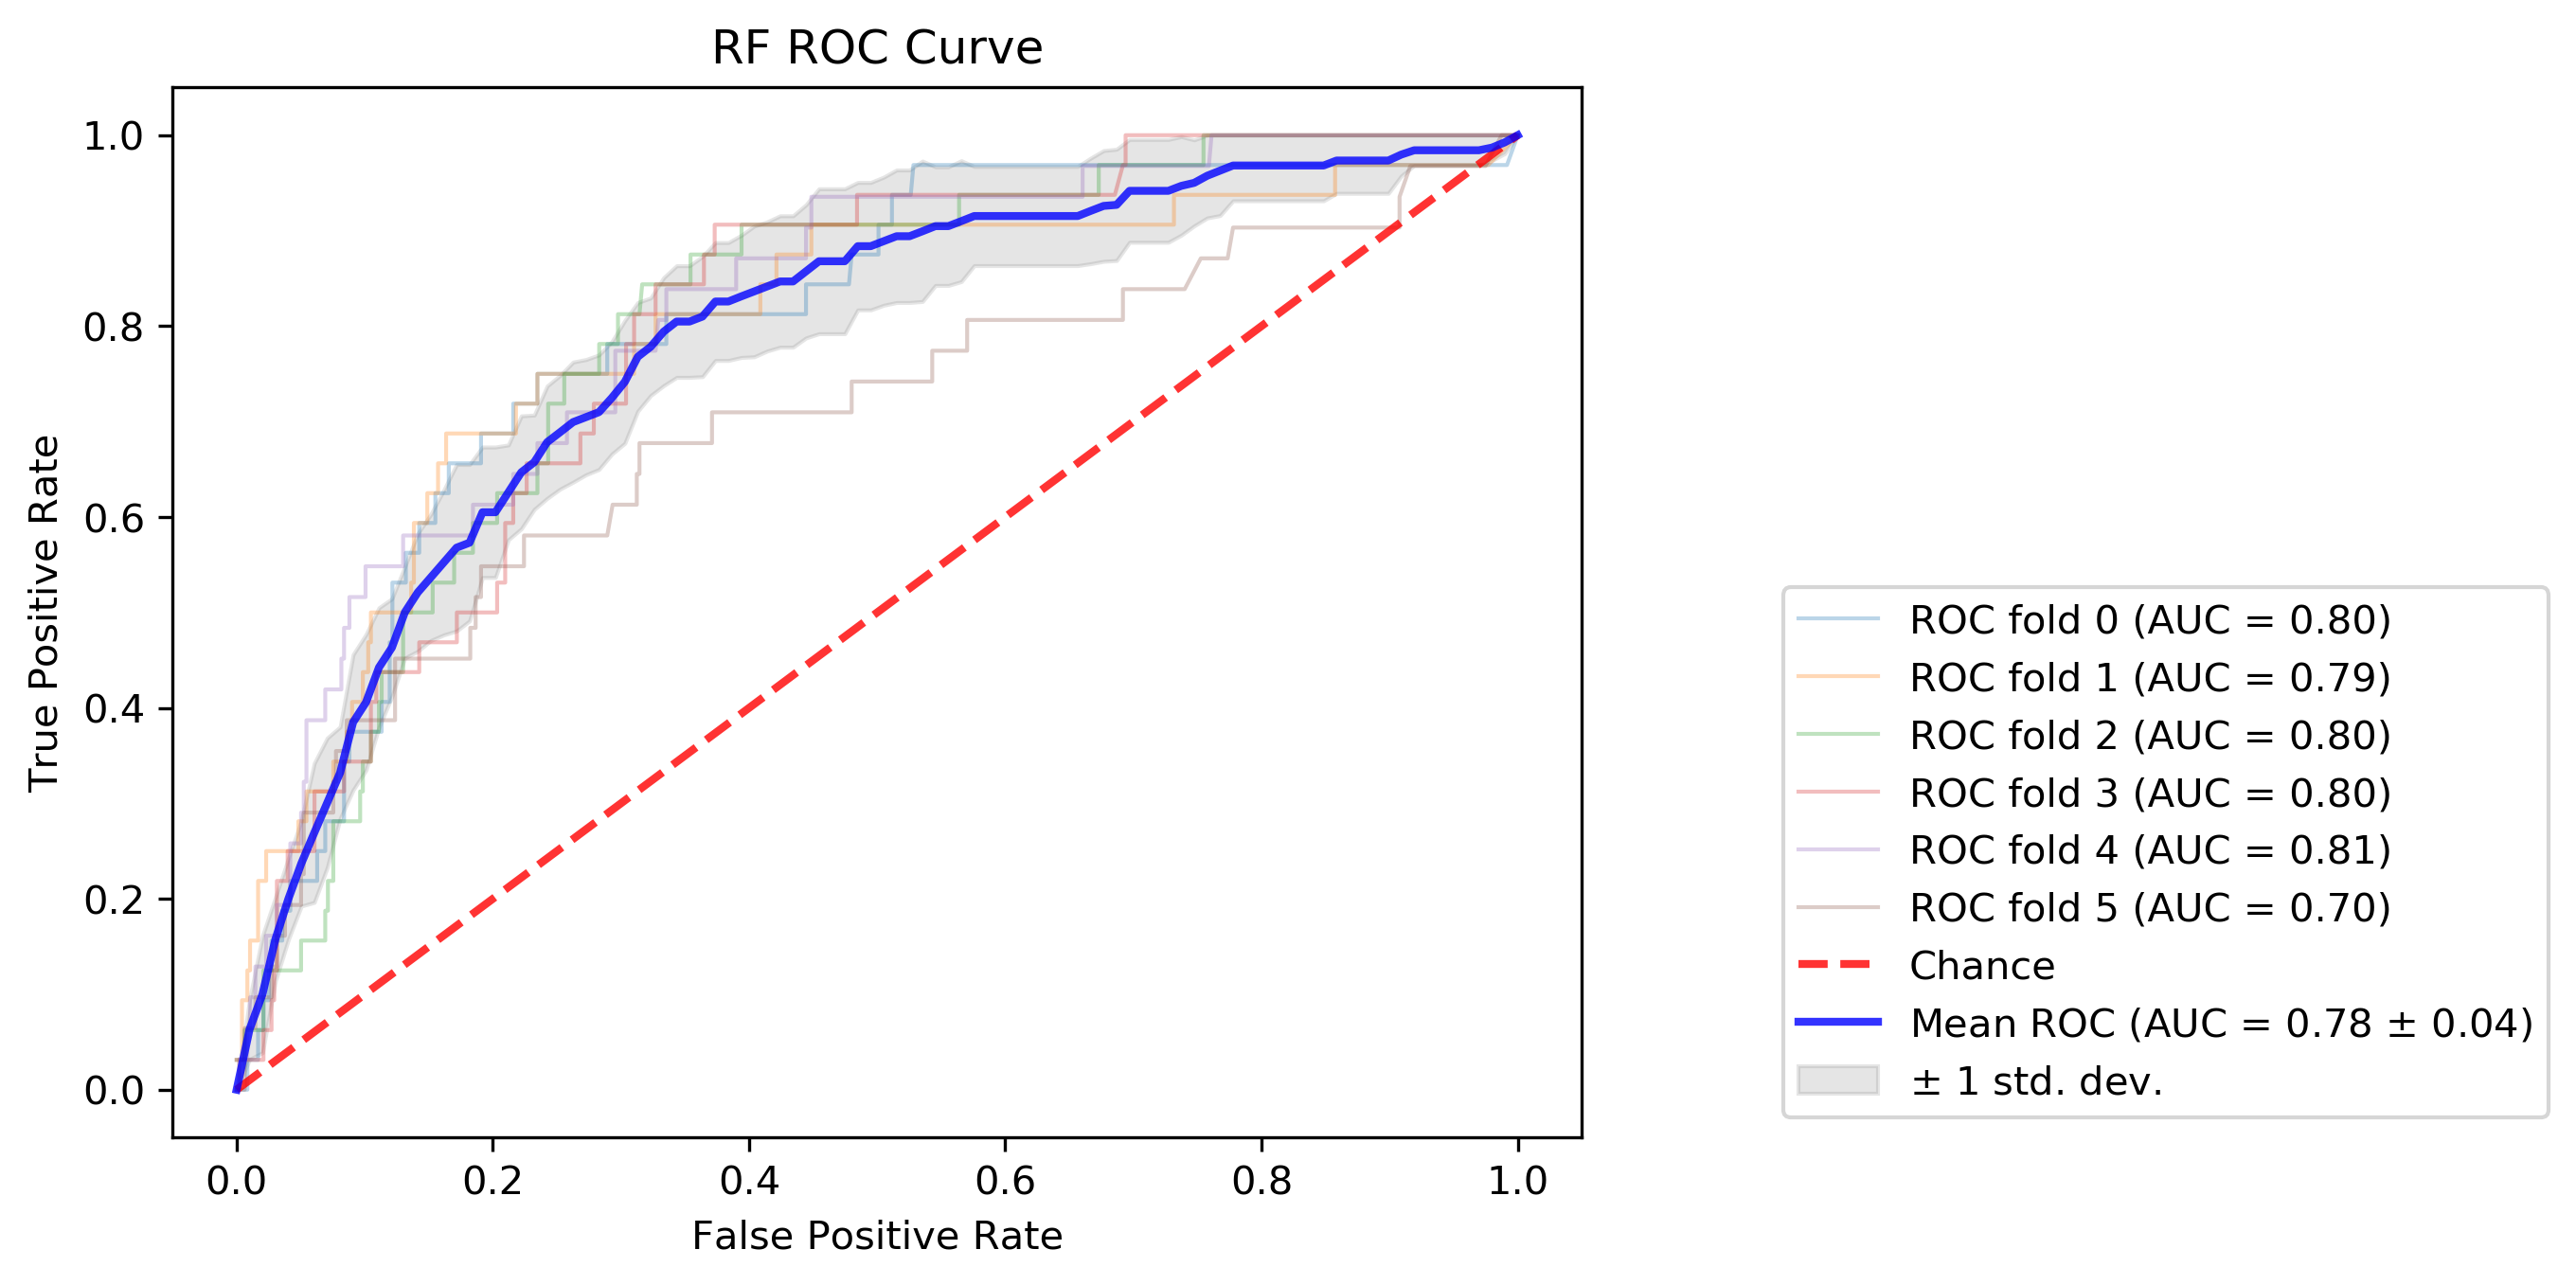 RF ROC Curve
1.0
0.8
0.6
0.4
0.2
0.0
True Positive Rate
0.0 0.2 0.4 0.6 0.8 1.0
False Positive Rate
ROC fold 0 (AUC = 0.80)
ROC fold 1 (AUC = 0.79)
ROC fold 2 (AUC = 0.80)
ROC fold 3 (AUC = 0.80)
ROC fold 4 (AUC = 0.81)
ROC fold 5 (AUC = 0.70)
Chance
Mean ROC (AUC = 0.78 ± 0.04)
± 1 std. dev.